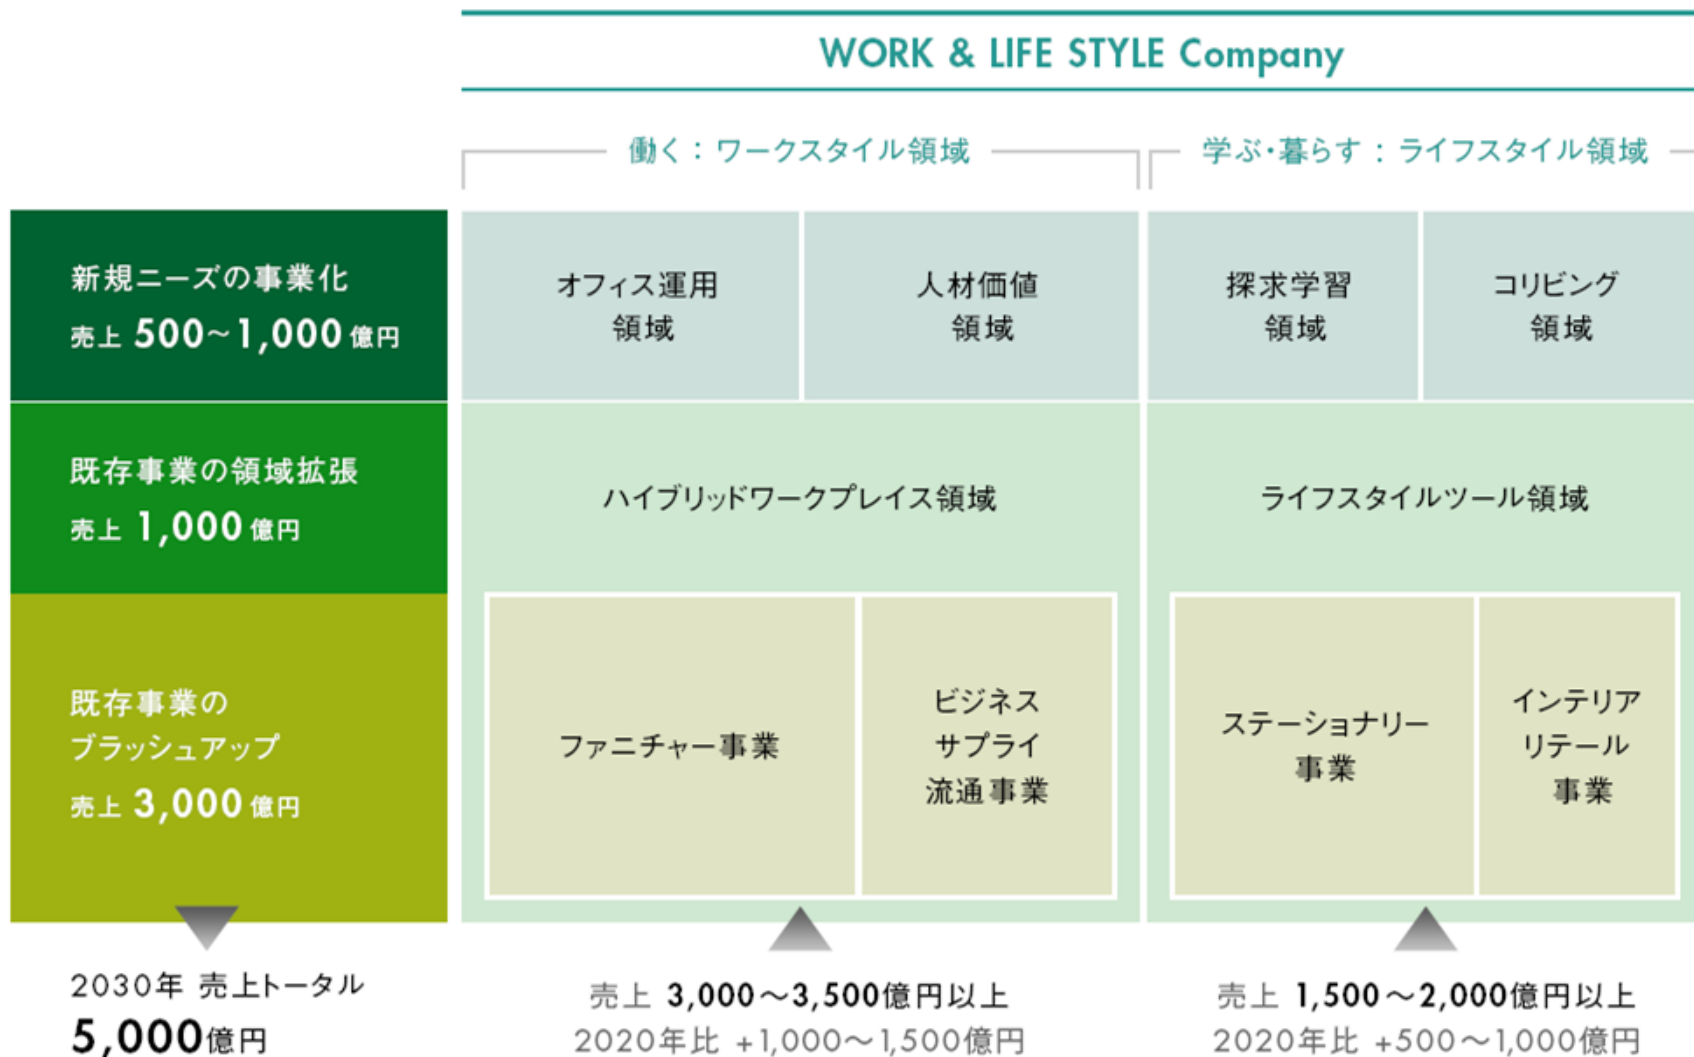 WORK & LIFE STYLE Company
働く：ワークスタイル領域
学ぶ・暮らす：ライフスタイル領域
新規ニーズの事業化
売上 500～1,000億円
オフィス運用
領域
人材価値
領域
探求学習
領域
コリビング
領域
既存事業の領域拡張
売上 1,000億円
ハイブリッドワークプレイス領域
ライフスタイルツール領域
既存事業の
ブラッシュアップ
売上 3,000億円
ファニチャー事業
ビジネス
サプライ
流通事業
ステーショナリー
事業
インテリア
リテール
事業
2030年 売上トータル
5,000億円
売上 3,000～3,500億円以上
2020年比 +1,000～1,500億円
売上 1,500～2,000億円以上
2020年比 +500～1,000億円